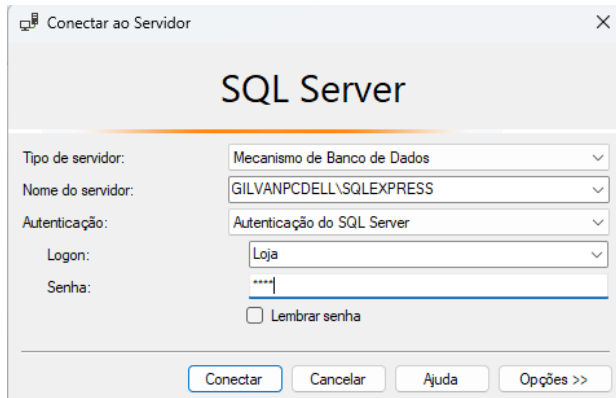 Conectar ao Servidor
SQL Server
Tipo de servidor: Mecanismo de Banco de Dados
Nome do servidor: GILVANPCDELL\SQLEXPRESS
Autenticação: Autenticação do SQL Server
Logon: Loja
Senha: ****
Lembrar senha
Conectar Cancelar Ajuda Opções >>